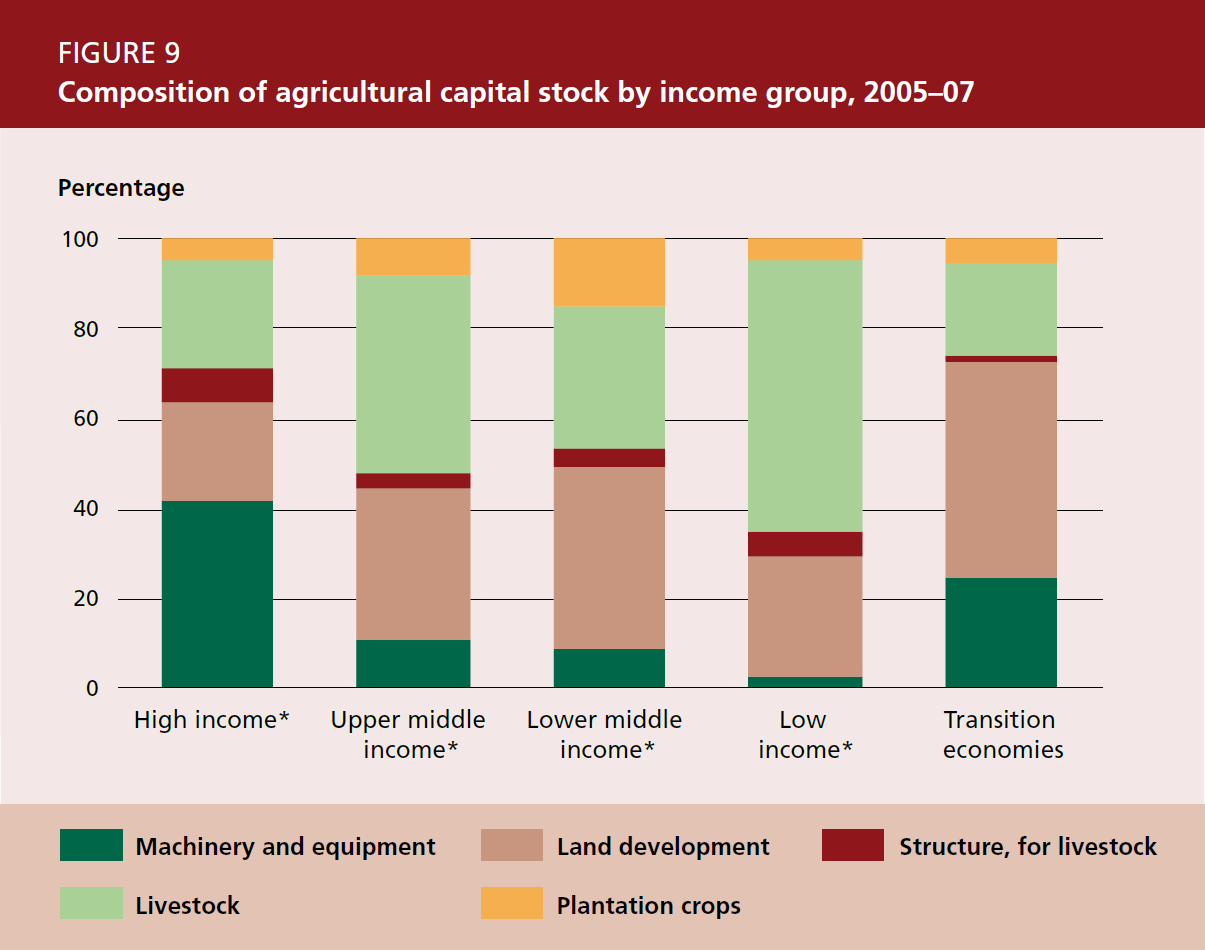 FIGURE 9
Composition of agricultural capital stock by income group, 2005–07
Percentage
100
80
60
40
20
0
High income*
Upper middle income*
Lower middle income*
Low income*
Transition economies
Machinery and equipment
Land development
Structure, for livestock
Livestock
Plantation crops